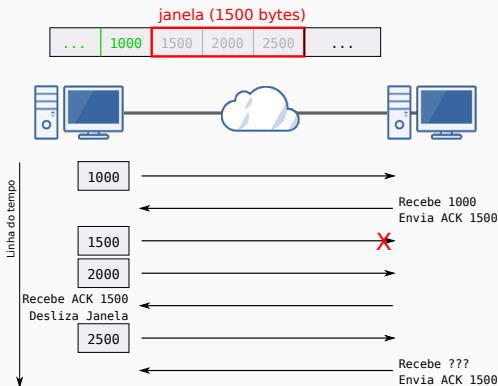 janela (1500 bytes)
... 1000 1500 2000 2500 ...
Linha do tempo
1000
Recebe 1000
Envia ACK 1500
1500
X
2000
Recebe ACK 1500
Desliza Janela
2500
Recebe ???
Envia ACK 1500